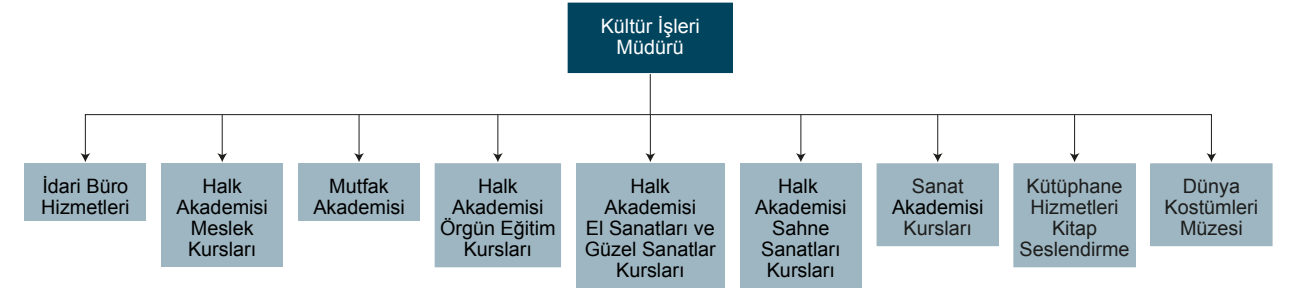 Kültür İşleri
Müdürü
İdari Büro
Hizmetleri
Halk
Akademisi
Meslek
Kursları
Mutfak
Akademisi
Halk
Akademisi
Örgün Eğitim
Kursları
Halk
Akademisi
El Sanatları ve
Güzel Sanatlar
Kursları
Halk
Akademisi
Sahne
Sanatları
Kursları
Sanat
Akademisi
Kursları
Kütüphane
Hizmetleri
Kitap
Seslendirme
Dünya
Kostümleri
Müzesi